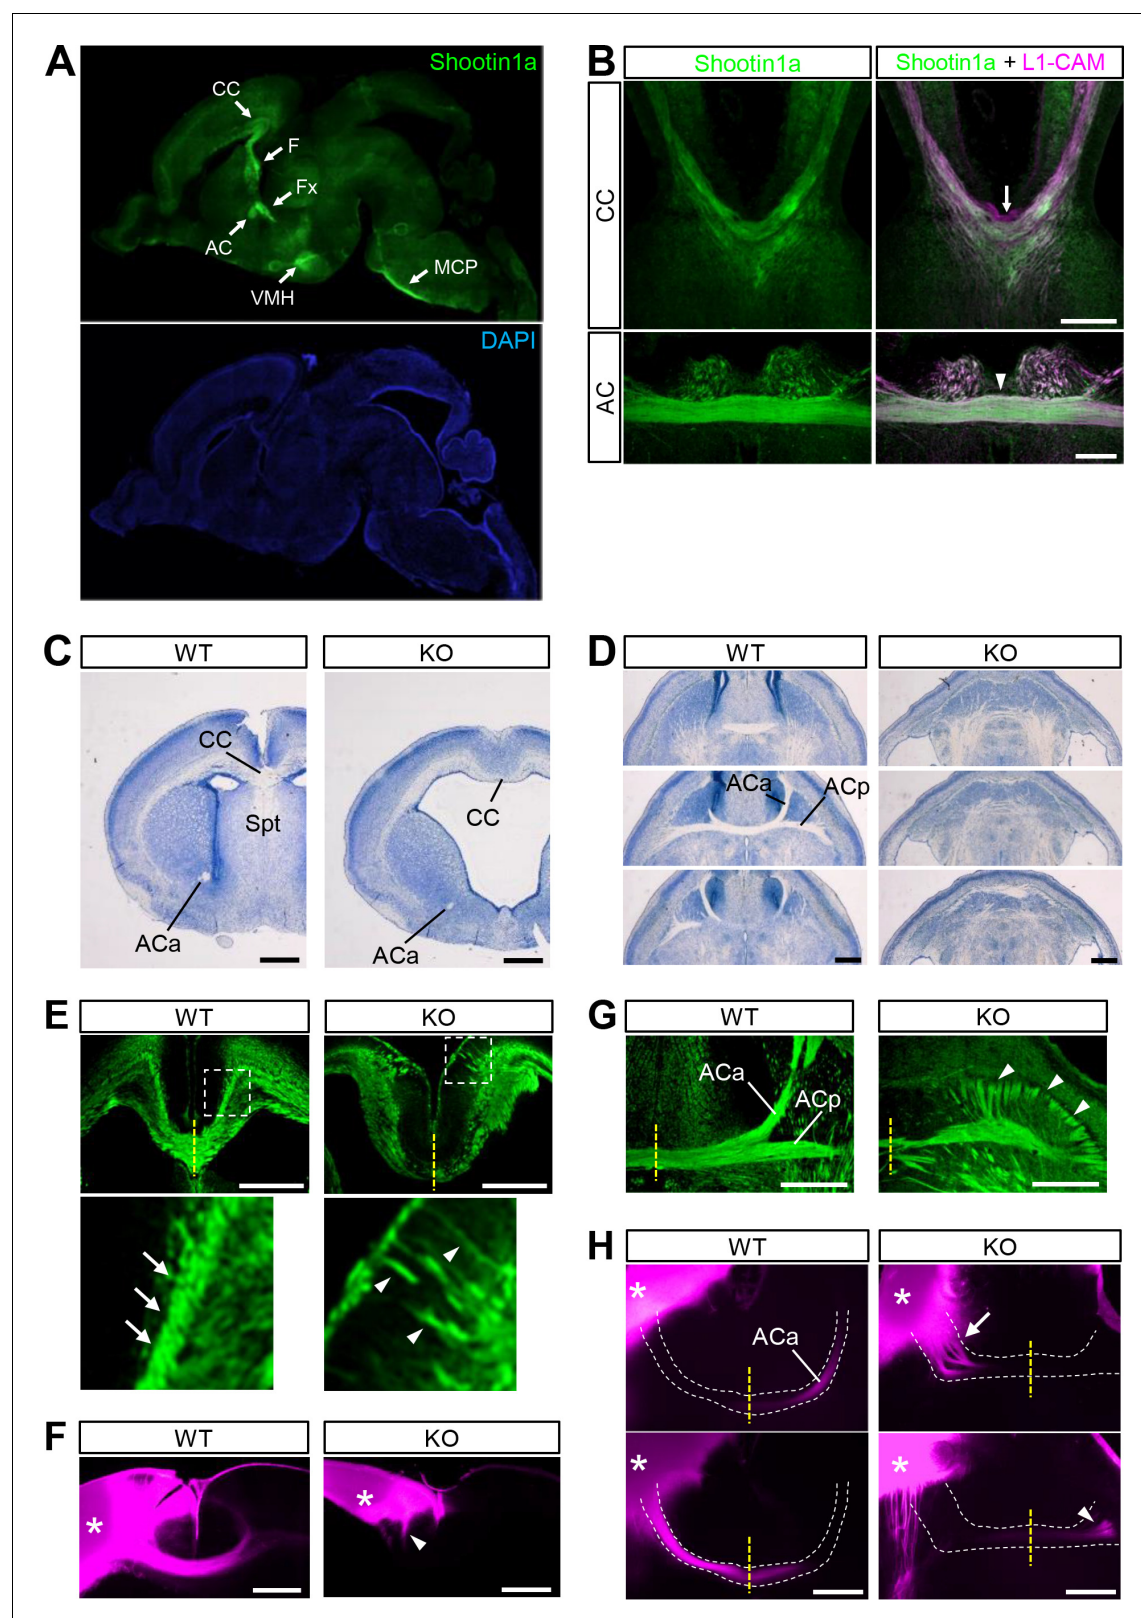 A
Shootin1a
CC
F
Fx
AC
MCP
VMH
DAPI
B
Shootin1a
Shootin1a + L1-CAM
CC
AC
C
WT
KO
CC
CC
Spt
ACa
ACa
D
WT
KO
ACa
ACp
E
WT
KO
F
WT
KO
*
*
G
WT
KO
ACa
ACp
H
WT
KO
*
*
ACa
*
*